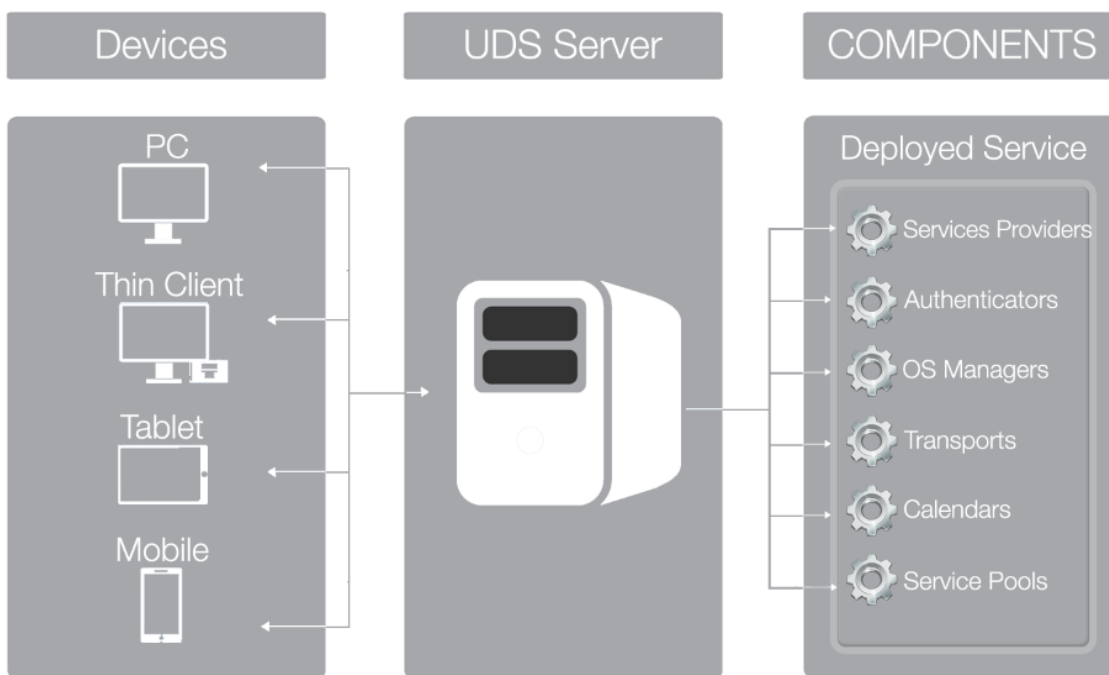 Devices
UDS Server
COMPONENTS
PC
Thin Client
Tablet
Mobile
Deployed Service
Services Providers
Authenticators
OS Managers
Transports
Calendars
Service Pools